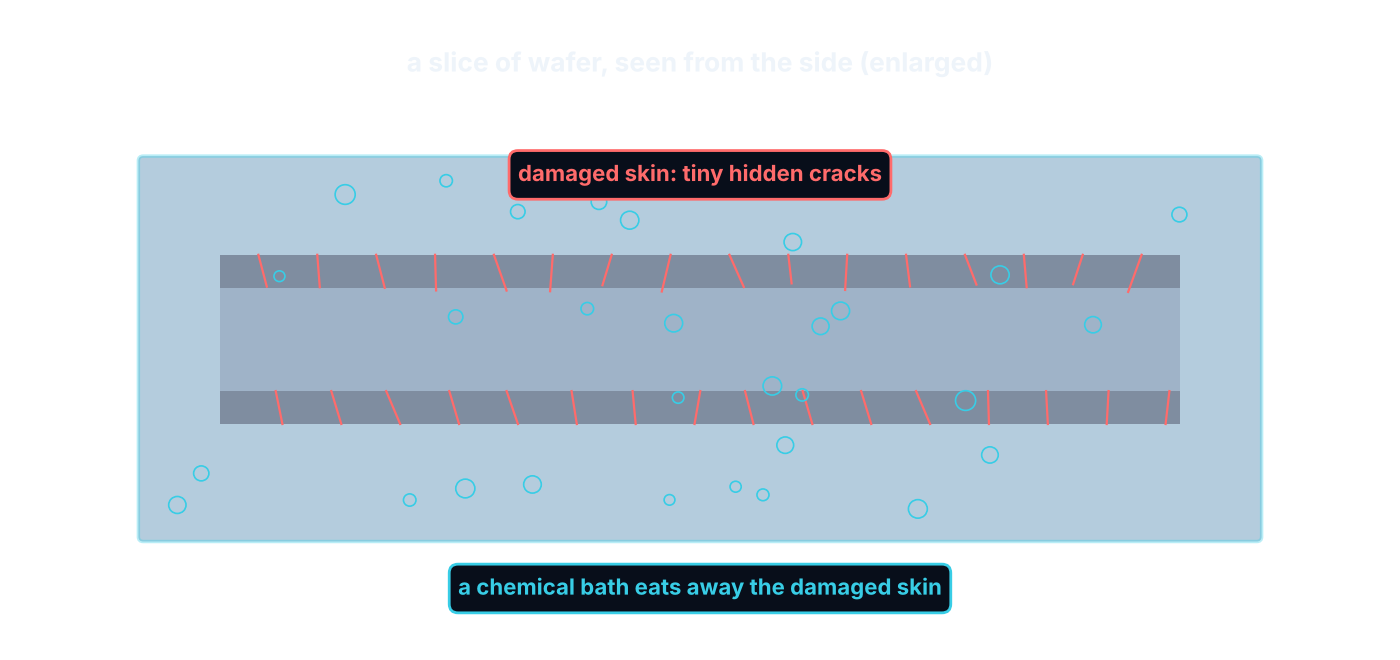 a slice of wafer, seen from the side (enlarged)
damaged skin: tiny hidden cracks
a chemical bath eats away the damaged skin